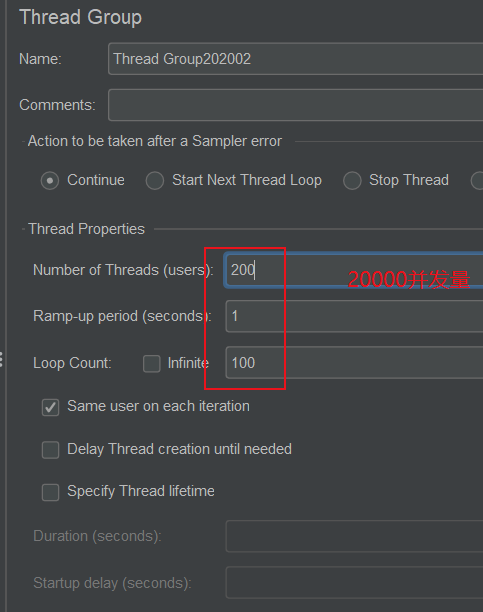 Thread Group
Name: Thread Group202002
Comments:
Action to be taken after a Sampler error
Continue Start Next Thread Loop Stop Thread
Thread Properties
Number of Threads (users): 200 20000并发量
Ramp-up period (seconds): 1
Loop Count: Infinite 100
Same user on each iteration
Delay Thread creation until needed
Specify Thread lifetime
Duration (seconds):
Startup delay (seconds):